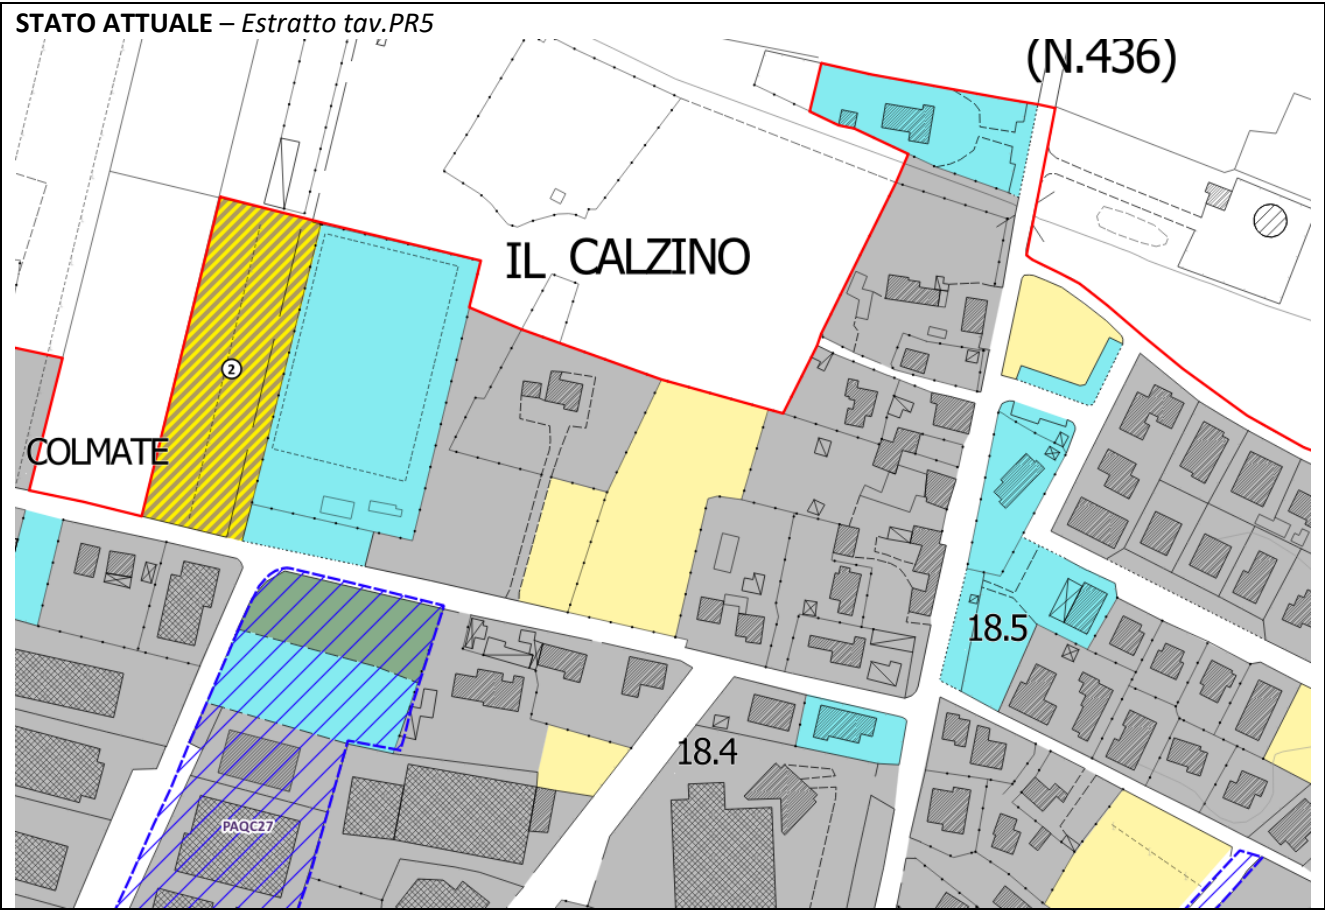 STATO ATTUALE – Estratto tav.PR5
(N.436)
IL CALZINO
2
COLMATE
18.5
18.4
PAQC27